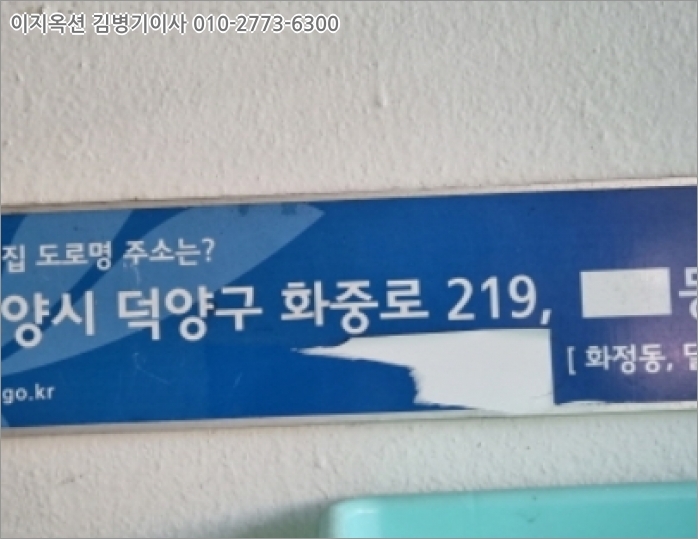 이지옥션 김병기이사 010-2773-6300
집 도로명 주소는?
양시 덕양구 화중로 219,
[ 화정동,
go.kr